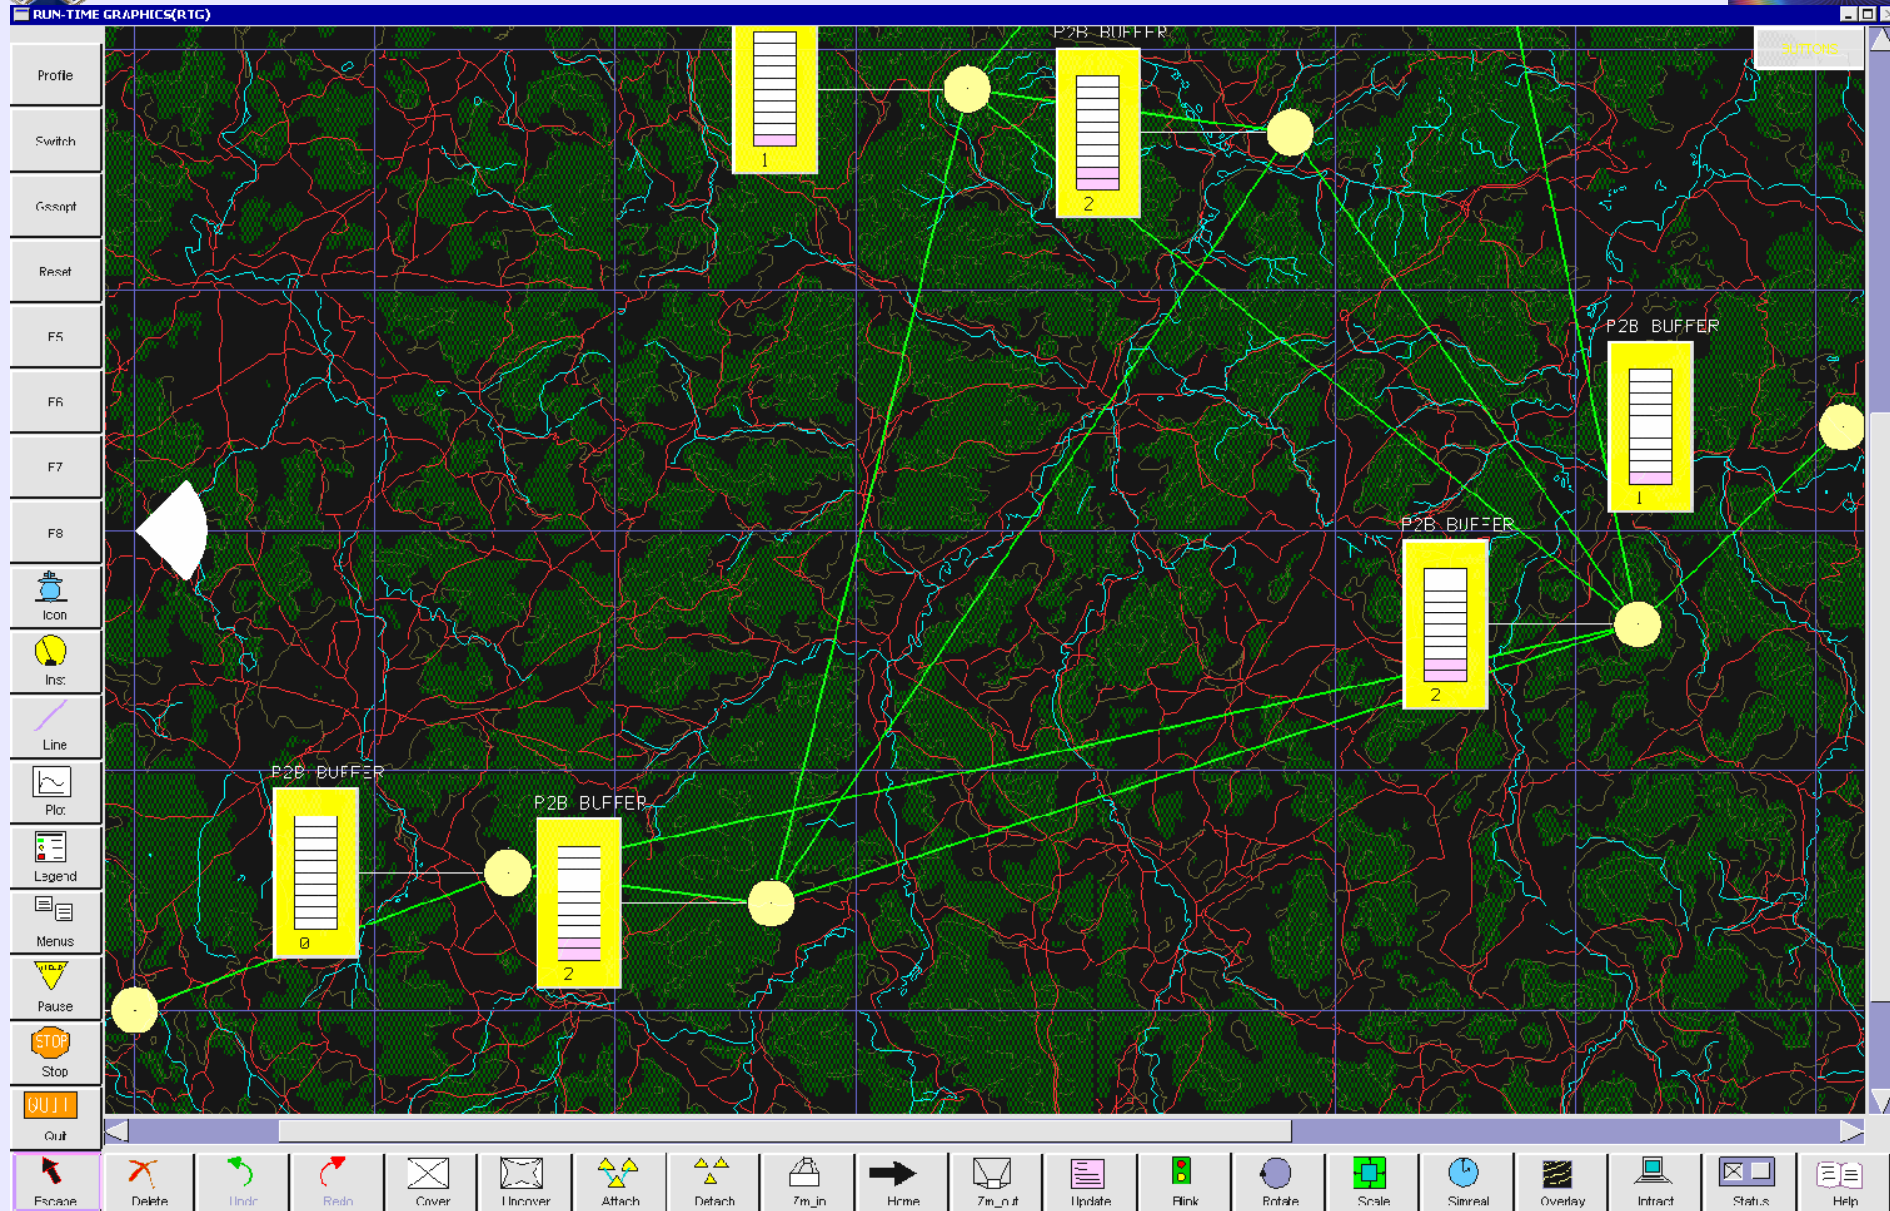 RUN-TIME GRAPHICS(RTG)
Profile
Switch
Gssopt
Reset
F5
F6
F7
F8
Icon
Inst
Line
Plot
Legend
Menus
Pause
STOP
Stop
QUIT
Quit
BUTTONS
1
P2B BUFFER
2
P2B BUFFER
1
P2B BUFFER
2
P2B BUFFER
0
P2B BUFFER
2
Escape
Delete
Undo
Redo
Cover
Uncover
Attach
Detach
Zm_in
Home
Zm_out
Update
Blink
Rotate
Scale
Simreal
Overlay
Intract
Status
Help